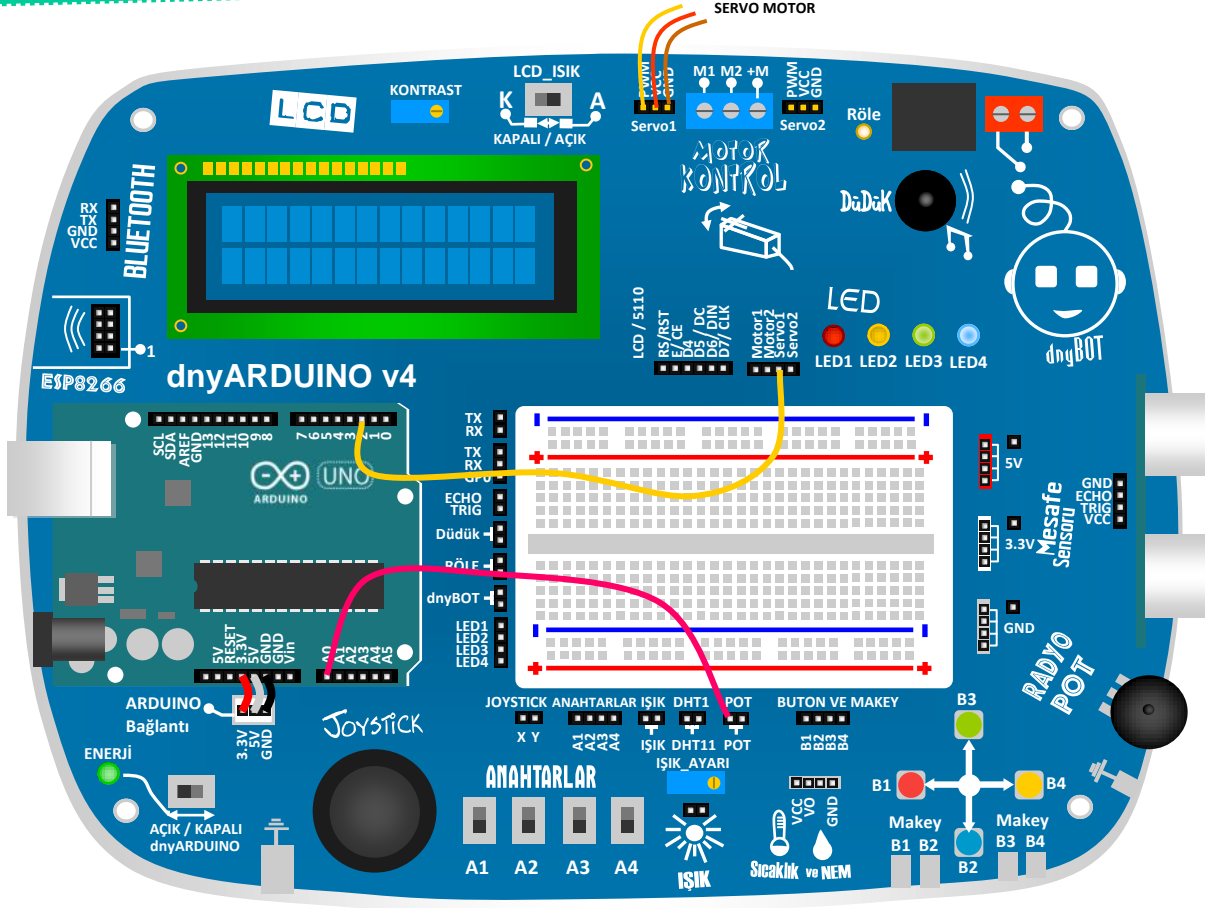 SERVO MOTOR
LCD
KONTRAST
LCD_ISIK
K A
KAPALI / AÇIK
PWM
VCC
GND
Servo1
M1 M2 +M
PWM
VCC
GND
Servo2
Röle
MOTOR
KONTROL
DüDüK
RX
TX
GND
VCC
BLUETOOTH
1
ESP8266
dnyARDUINO v4
LCD / 5110
RS/RST
E/ CE
D4
D5 / DC
D6/ DIN
D7/ CLK
Motor1
Motor2
Servo1
Servo2
LED
LED1 LED2 LED3 LED4
dnyBOT
SCL
SDA
AREF
GND
13
12
11
10
9
8
7
6
5
4
3
2
1
0
ARDUINO
UNO
TX
RX
TX
RX
ECHO
TRIG
Düdük
RÖLE
dnyBOT
LED1
LED2
LED3
LED4
5V
3.3V
GND
Mesafe
Sensoru
GND
ECHO
TRIG
VCC
5V
RESET
3.3V
5V
GND
GND
Vin
A0
A1
A2
A3
A4
A5
ARDUINO
Bağlantı
3.3V
5V
GND
ENERJİ
AÇIK / KAPALI
dnyARDUINO
JOYSTICK
JOYSTICK ANAHTARLAR IŞIK DHT1 POT
X Y
A1
A2
A3
A4
IŞIK DHT11 POT
IŞIK_AYARI
BUTON VE MAKEY
B1
B2
B3
B4
ANAHTARLAR
A1 A2 A3 A4
IŞIK
VCC
VO
GND
Sıcaklık ve NEM
RADYO
POT
B3
B1
B4
B2
Makey
B1 B2
Makey
B3 B4